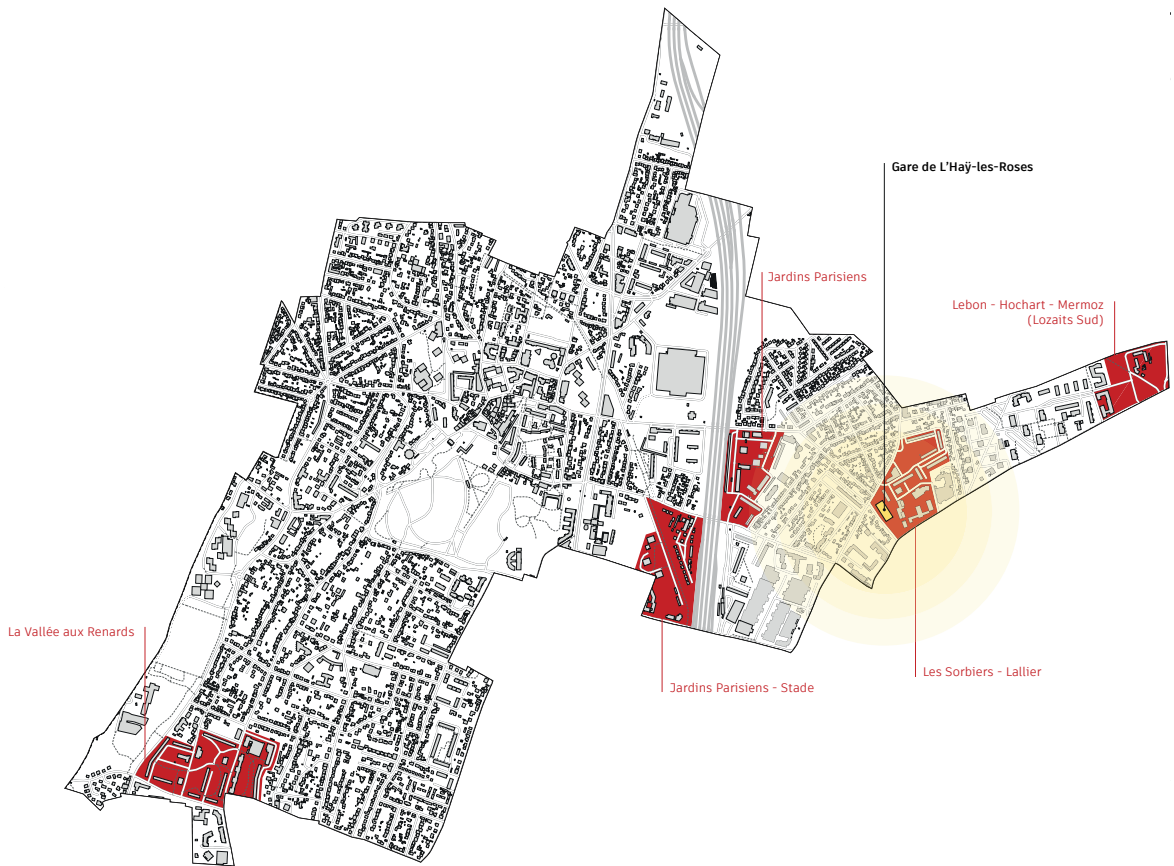 Gare de L'Haÿ-les-Roses
Jardins Parisiens
Lebon - Hochart - Mermoz
(Lozaits Sud)
La Vallée aux Renards
Les Sorbiers - Lallier
Jardins Parisiens - Stade